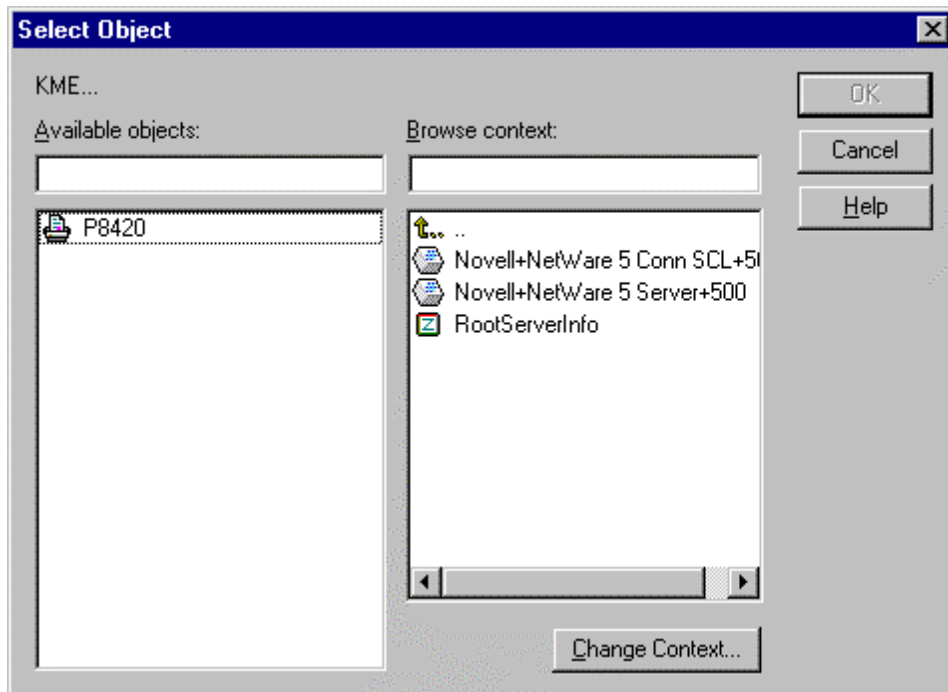 Select Object
KME...
Available objects:
Browse context:
OK
Cancel
Help
P8420
..
Novell+NetWare 5 Conn SCL+50
Novell+NetWare 5 Server+500
RootServerInfo
Change Context...